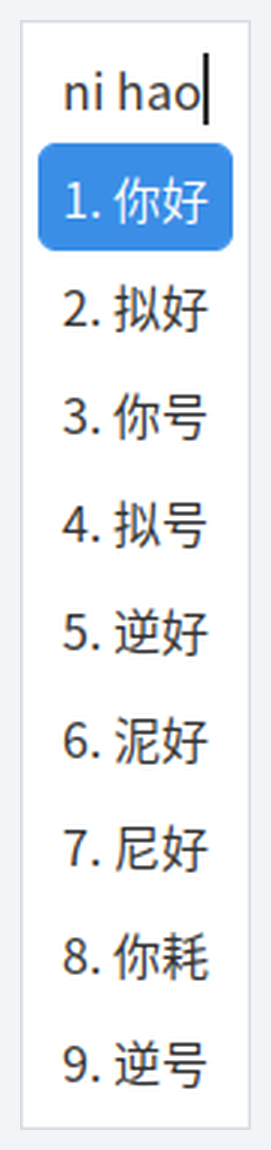 ni hao
1. 你好
2. 拟好
3. 你号
4. 拟号
5. 逆好
6. 泥好
7. 尼好
8. 你耗
9. 逆号